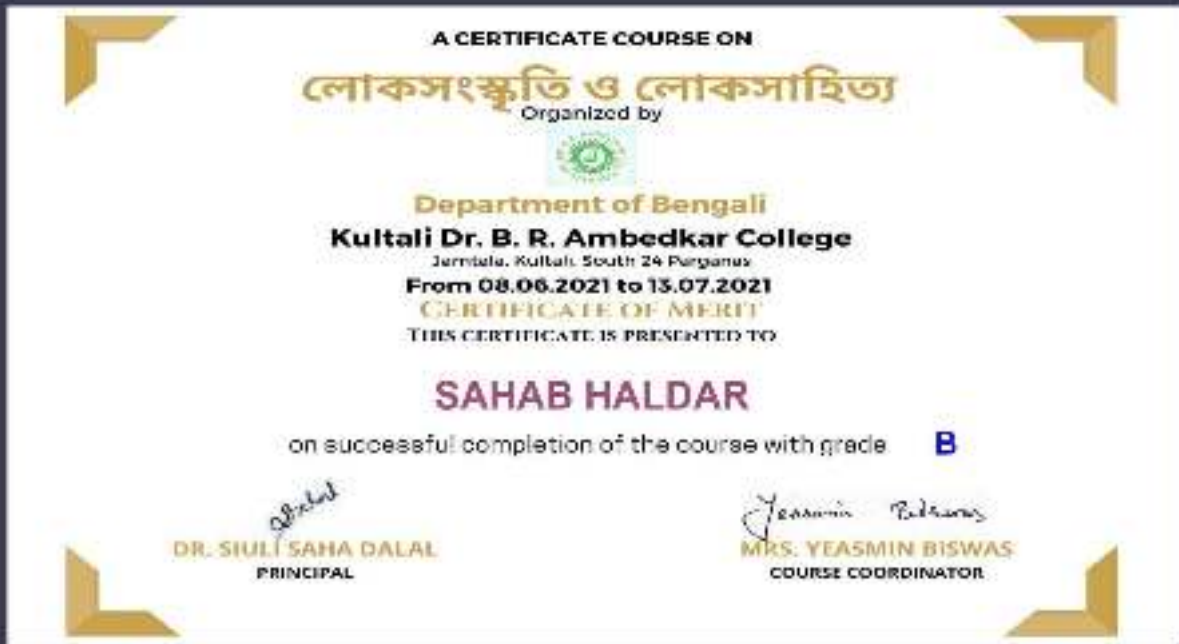 A CERTIFICATE COURSE ON
লোকসংস্কৃতি ও লোকসাহিত্য
Organized by
Department of Bengali
Kultali Dr. B. R. Ambedkar College
Jamtala, Kultali, South 24 Parganas
From 08.06.2021 to 13.07.2021
CERTIFICATE OF MERIT
THIS CERTIFICATE IS PRESENTED TO
SAHAB HALDAR
on successful completion of the course with grade B
Yeasmin Biswas
DR. SIULI SAHA DALAL MRS. YEASMIN BISWAS
PRINCIPAL COURSE COORDINATOR